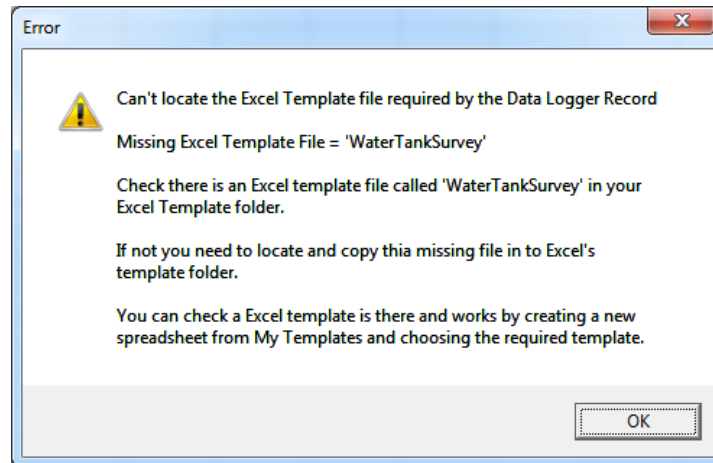 Error
Can't locate the Excel Template file required by the Data Logger Record
Missing Excel Template File = 'WaterTankSurvey'
Check there is an Excel template file called 'WaterTankSurvey' in your
Excel Template folder.
If not you need to locate and copy thia missing file in to Excel's
template folder.
You can check a Excel template is there and works by creating a new
spreadsheet from My Templates and choosing the required template.
OK